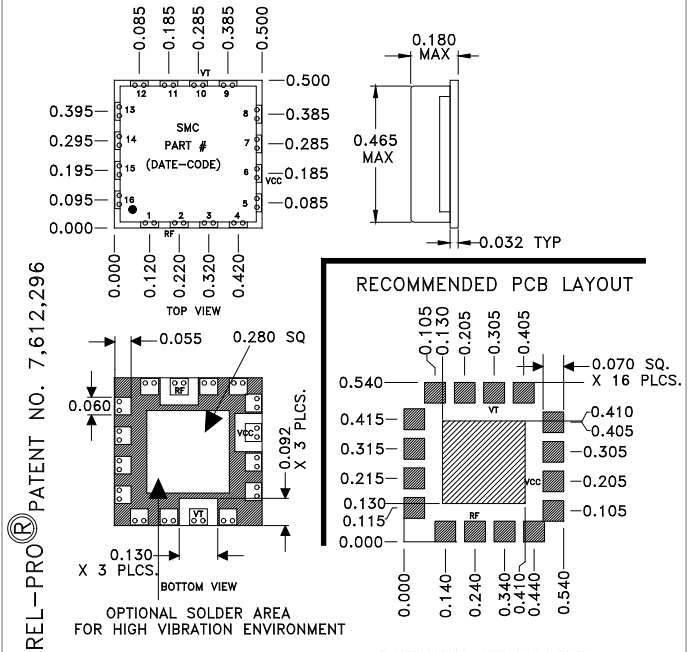 0.085
0.185
0.285
0.385
0.500
VT
12
11
10
9
0.500
0.395
13
8
0.385
SMC
0.295
14
PART #
7
0.285
(DATE-CODE)
0.195
15
6
0.185
VCC
0.095
16
5
0.085
1
2
3
4
0.000
RF
0.000
0.120
0.220
0.320
0.420
TOP VIEW
0.180
MAX
0.465
MAX
0.032 TYP
REL-PRO® PATENT NO. 7,612,296
0.055
0.280 SQ
RF
0.060
VCC
0.092
X 3 PLCS.
VT
0.130
X 3 PLCS.
BOTTOM VIEW
OPTIONAL SOLDER AREA
FOR HIGH VIBRATION ENVIRONMENT
RECOMMENDED PCB LAYOUT
0.105
0.130
0.205
0.305
0.405
0.070 SQ.
X 16 PLCS.
0.540
VT
0.415
0.410
0.405
0.315
0.305
0.215
VCC
0.205
0.130
0.115
RF
0.105
0.000
0.000
0.140
0.240
0.340
0.410
0.440
0.540